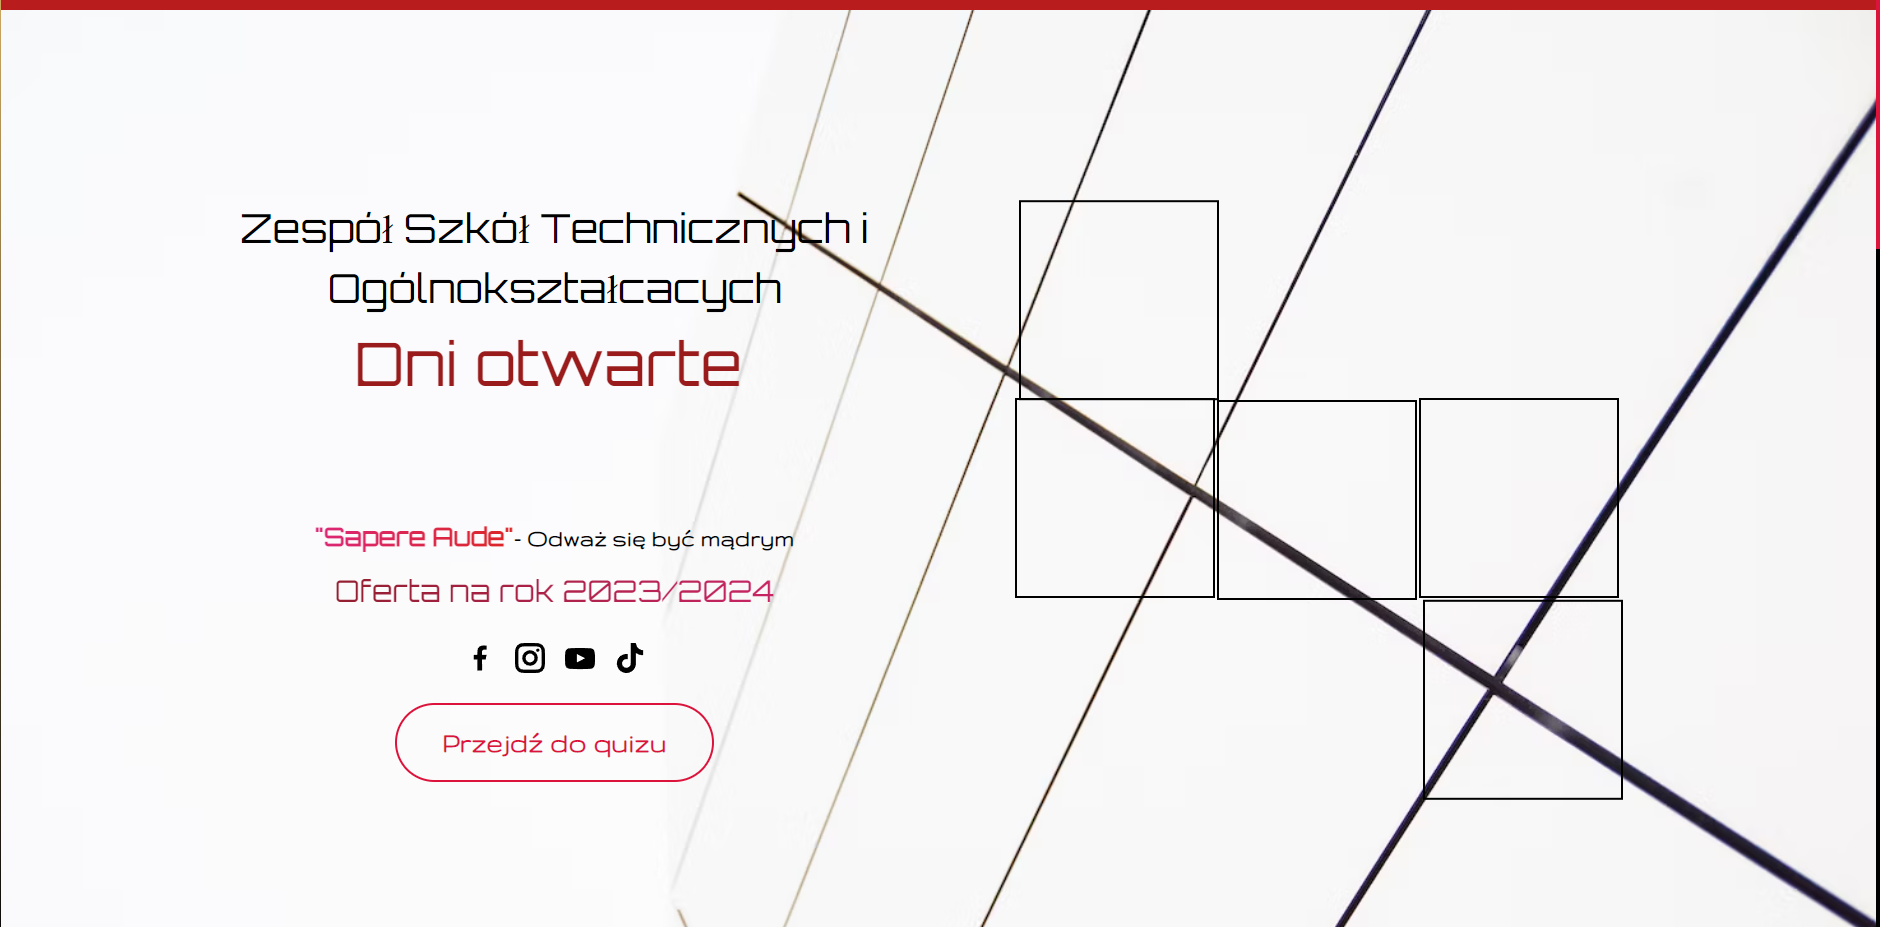 Zespół Szkół Technicznych i
Ogólnokształcacych
Dni otwarte
"Sapere Aude"- Odważ się być mądrym
Oferta na rok 2023/2024
Przejdź do quizu